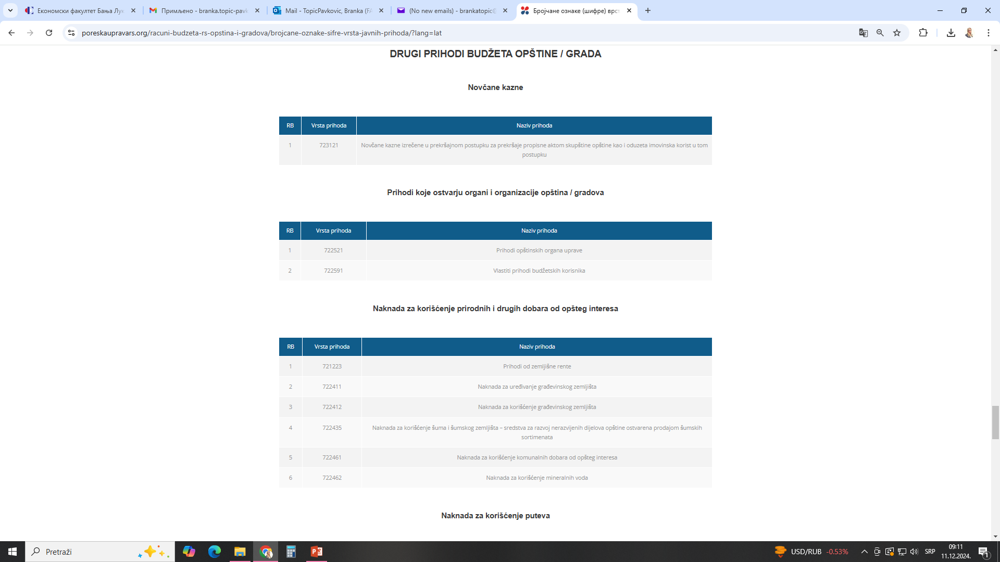 Економски факултет Бања Лук
Примљено - branka.topic-pavk
Mail - TopicPavkovic, Branka (FA
(No new emails) - brankatopic@
Бројчане ознаке (шифре) врст
poreskaupravars.org/racuni-budzeta-rs-opstina-i-gradova/brojcane-oznake-sifre-vrsta-javnih-prihoda/?lang=lat
DRUGI PRIHODI BUDŽETA OPŠTINE / GRADA
Novčane kazne
RB Vrsta prihoda Naziv prihoda
1 723121 Novčane kazne izrečene u prekršajnom postupku za prekršaje propisne aktom skupštine opštine kao i oduzeta imovinska korist u tom
postupku
Prihodi koje ostvarju organi i organizacije opština / gradova
RB Vrsta prihoda Naziv prihoda
1 722521 Prihodi opštinskih organa uprave
2 722591 Vlastiti prihodi budžetskih korisnika
Naknada za korišćenje prirodnih i drugih dobara od opšteg interesa
RB Vrsta prihoda Naziv prihoda
1 721223 Prihodi od zemljišne rente
2 722411 Naknada za uređivanje građevinskog zemljišta
3 722412 Naknada za korišćenje građevinskog zemljišta
4 722435 Naknada za korišćenje šuma i šumskog zemljišta – sredstva za razvoj nerazvijenih dijelova opštine ostvarena prodajom šumskih
sortimenata
5 722461 Naknada za korišćenje komunalnih dobara od opšteg interesa
6 722462 Naknada za korišćenje mineralnih voda
Naknada za korišćenje puteva
Pretraži
USD/RUB -0.53%
SRP
09:11
11.12.2024.
1